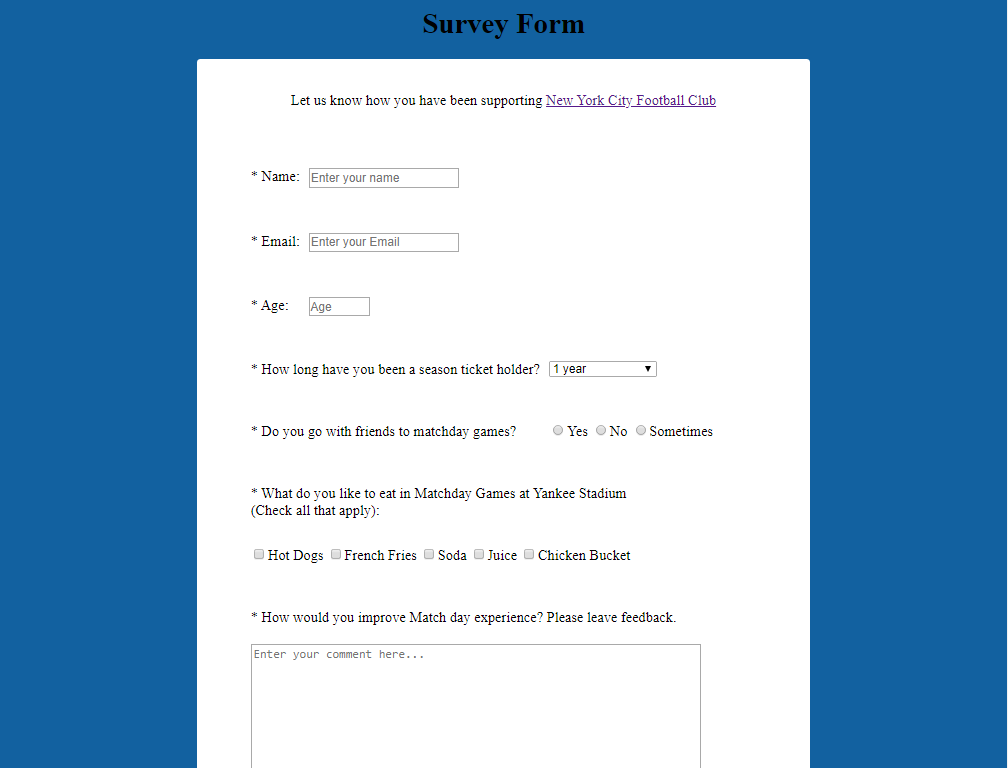 Survey Form
Let us know how you have been supporting New York City Football Club
* Name: Enter your name
* Email: Enter your Email
* Age: Age
* How long have you been a season ticket holder? 1 year
* Do you go with friends to matchday games? Yes No Sometimes
* What do you like to eat in Matchday Games at Yankee Stadium
(Check all that apply):
Hot Dogs French Fries Soda Juice Chicken Bucket
* How would you improve Match day experience? Please leave feedback.
Enter your comment here...